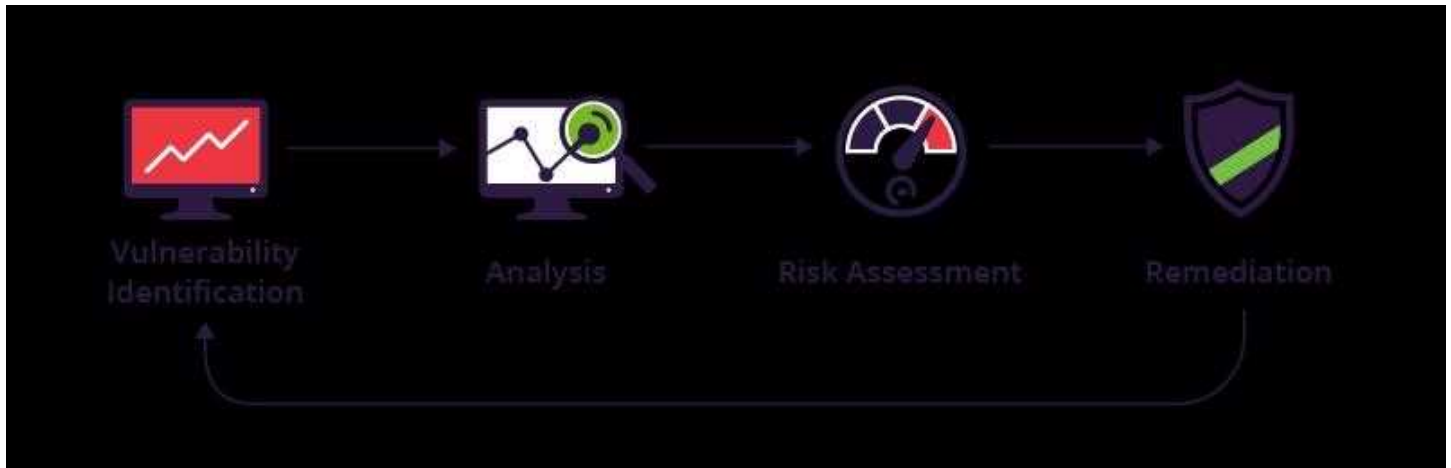 Vulnerability
Identification
Analysis
Risk Assessment
Remediation